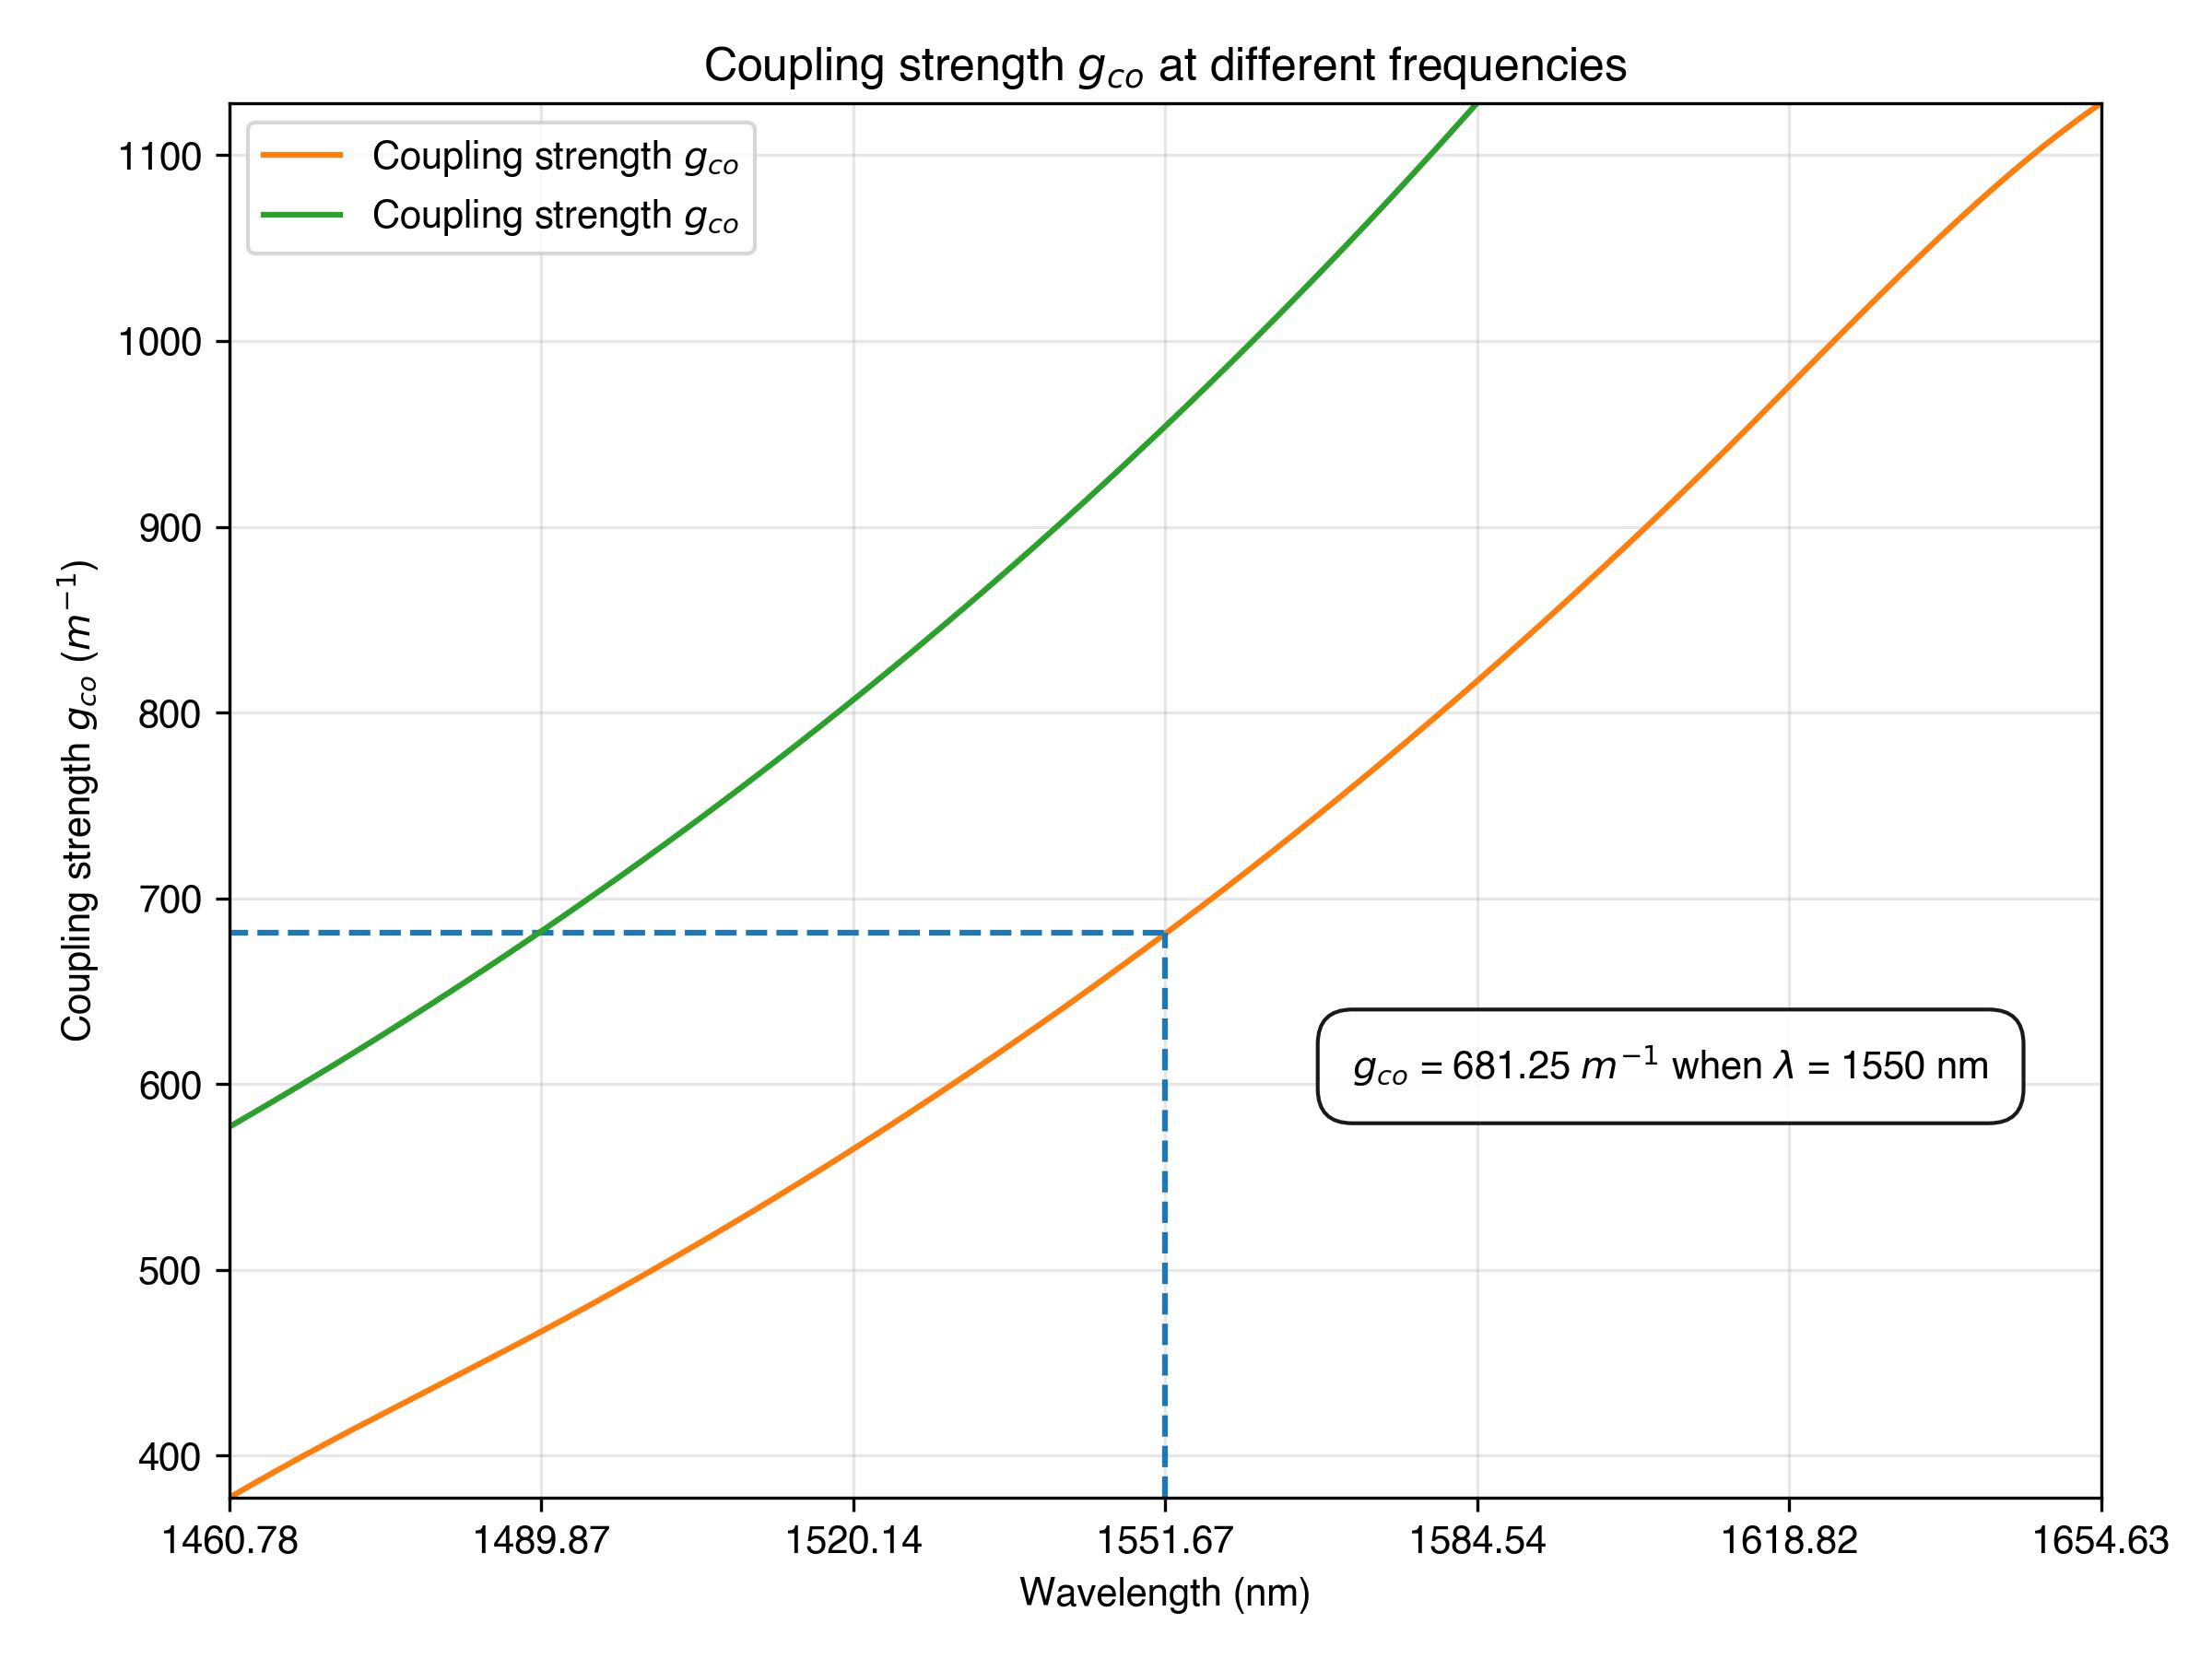 Coupling strength g_co at different frequencies
Coupling strength g_co
Coupling strength g_co
Coupling strength g_co (m⁻¹)
1100
1000
900
800
700
600
500
400
g_co = 681.25 m⁻¹ when λ = 1550 nm
1460.78 1489.87 1520.14 1551.67 1584.54 1618.82 1654.63
Wavelength (nm)